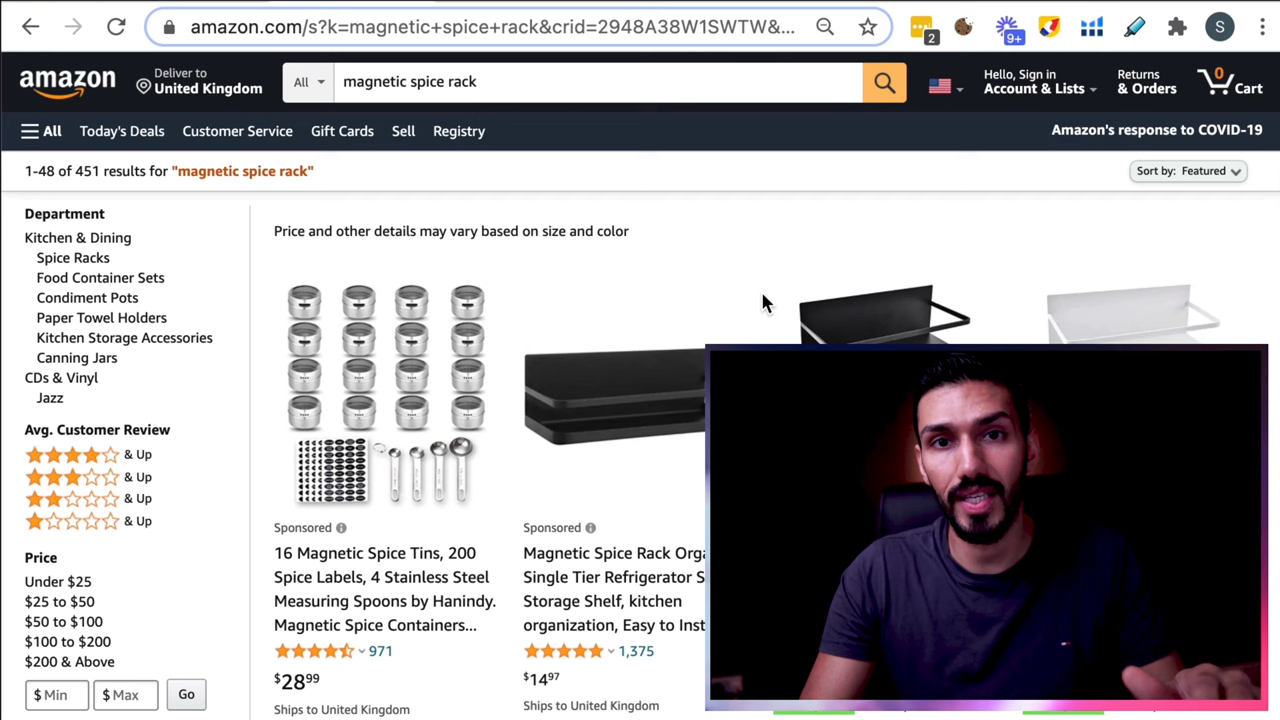 amazon.com/s?k=magnetic+spice+rack&crid=2948A38W1SWTW&...
2
9+
S
amazon
Deliver to
United Kingdom
All
magnetic spice rack
Hello, Sign in
Account & Lists
Returns
& Orders
0
Cart
All
Today's Deals
Customer Service
Gift Cards
Sell
Registry
Amazon's response to COVID-19
1-48 of 451 results for "magnetic spice rack"
Sort by: Featured
Department
Kitchen & Dining
Spice Racks
Food Container Sets
Condiment Pots
Paper Towel Holders
Kitchen Storage Accessories
Canning Jars
CDs & Vinyl
Jazz
Avg. Customer Review
& Up
& Up
& Up
& Up
Price
Under $25
$25 to $50
$50 to $100
$100 to $200
$200 & Above
$ Min
$ Max
Go
Price and other details may vary based on size and color
Sponsored
16 Magnetic Spice Tins, 200
Spice Labels, 4 Stainless Steel
Measuring Spoons by Hanindy.
Magnetic Spice Containers...
971
$28.99
Ships to United Kingdom
Sponsored
Magnetic Spice Rack Orga
Single Tier Refrigerator S
Storage Shelf, kitchen
organization, Easy to Inst
1,375
$14.97
Ships to United Kingdom